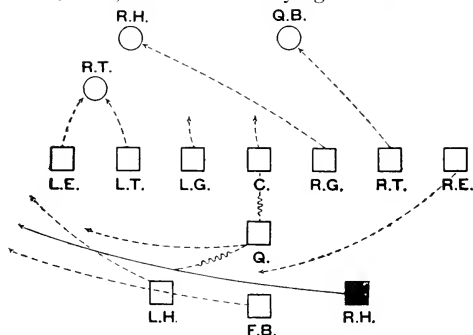 R.H. Q.B.
R.T.
L.E. L.T. L.G. C. R.G. R.T. R.E.
Q.
L.H. F.B. R.H.